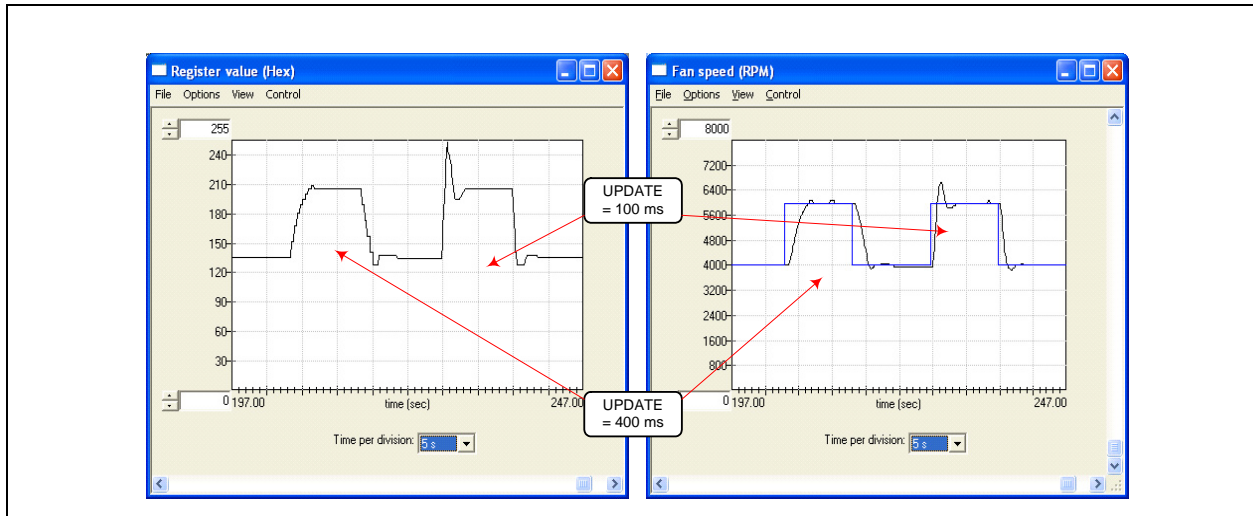 Register value (Hex)
File Options View Control
255
240
210
180
150
120
90
60
30
0
197.00 time (sec) 247.00
Time per division: 5 s
UPDATE
= 100 ms
UPDATE
= 400 ms
Fan speed (RPM)
File Options View Control
8000
7200
6400
5600
4800
4000
3200
2400
1600
800
0
197.00 time (sec) 247.00
Time per division: 5 s